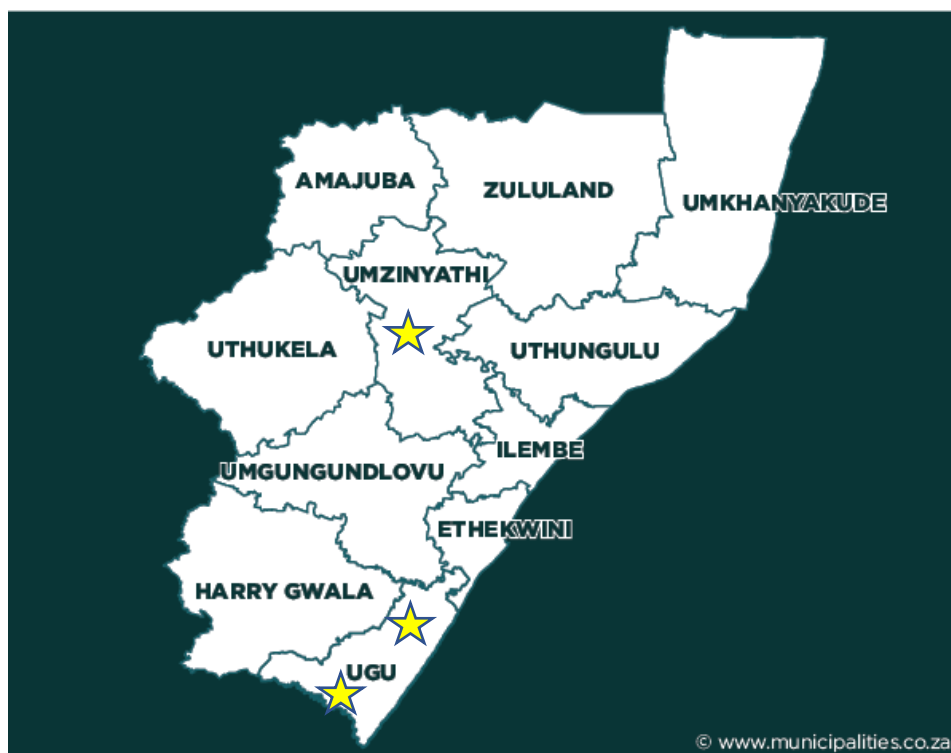 AMAJUBA
ZULULAND
UMKHANYAKUDE
UMZINYATHI
UTHUKELA
UTHUNGULU
ILEMBE
UMGUNGUNDLOVU
ETHEKWINI
HARRY GWALA
UGU
© www.municipalities.co.za